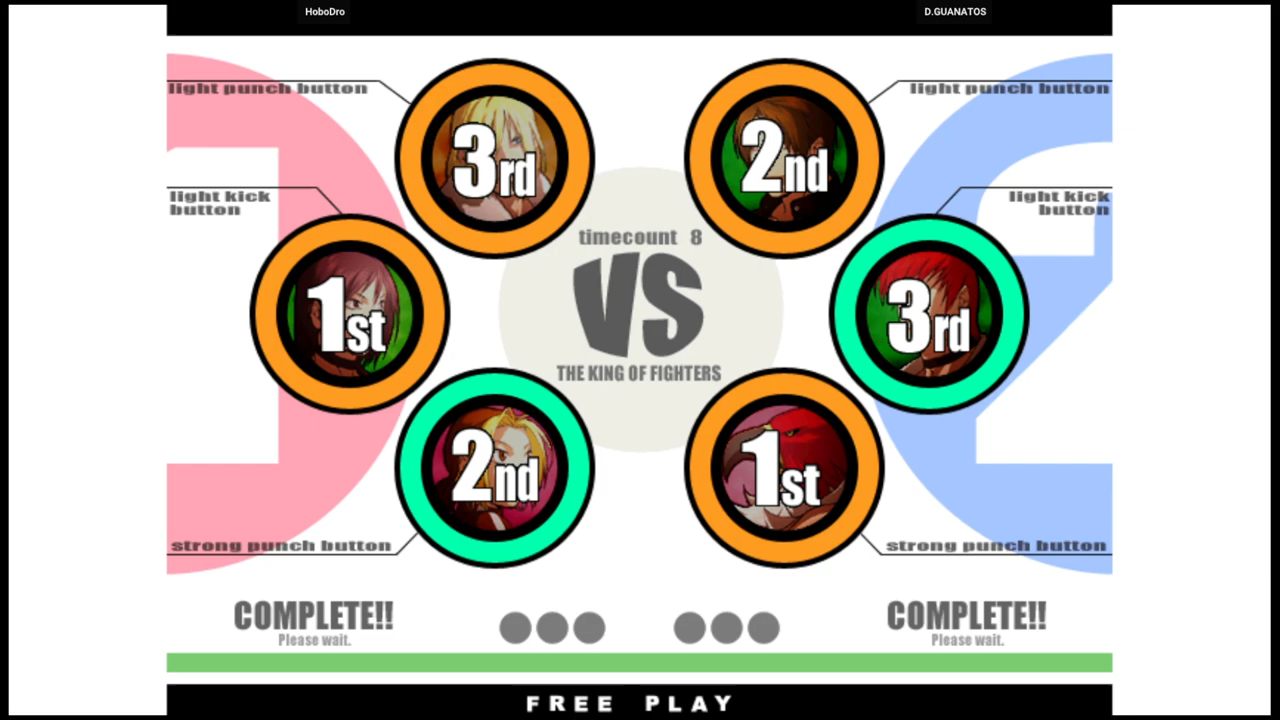 HoboDro
D.GUANATOS
light punch button
light punch button
3rd
2nd
light kick
button
light kick
button
1st
timecount 8
VS
THE KING OF FIGHTERS
3rd
2nd
1st
strong punch button
strong punch button
COMPLETE!!
Please wait.
COMPLETE!!
Please wait.
FREE PLAY